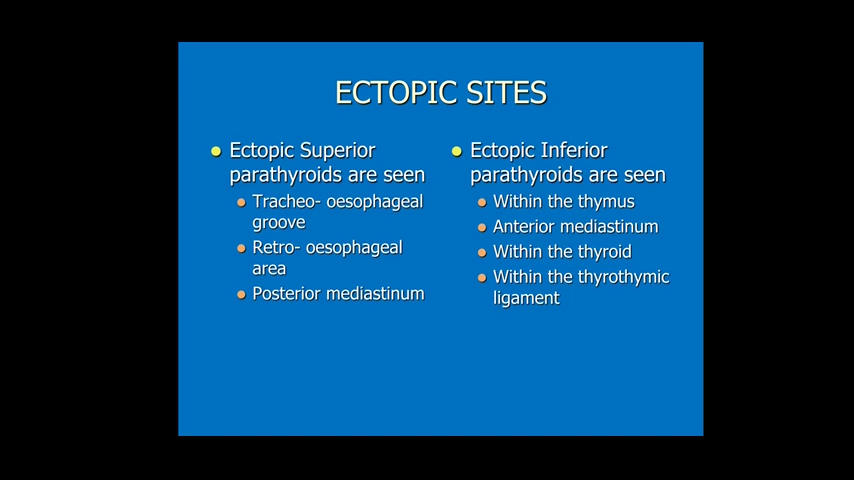 ECTOPIC SITES
Ectopic Superior
parathyroids are seen
Tracheo- oesophageal
groove
Retro- oesophageal
area
Posterior mediastinum
Ectopic Inferior
parathyroids are seen
Within the thymus
Anterior mediastinum
Within the thyroid
Within the thyrothymic
ligament